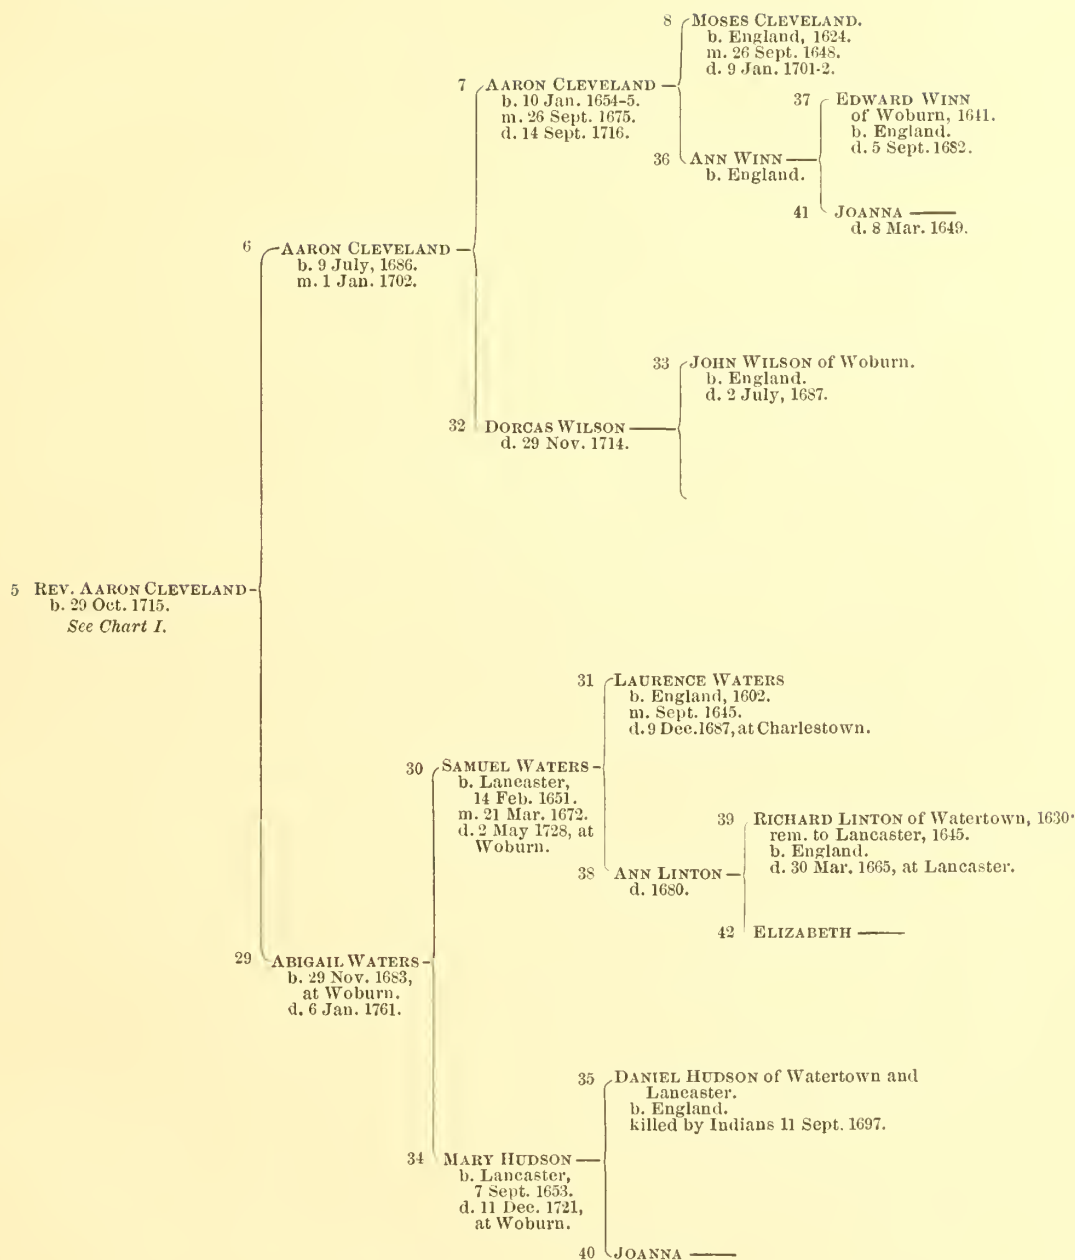 8 MOSES CLEVELAND.
b. England, 1624.
m. 26 Sept. 1648.
d. 9 Jan. 1701-2.
7 AARON CLEVELAND —
b. 10 Jan. 1654-5.
m. 26 Sept. 1675.
d. 14 Sept. 1716.
37 EDWARD WINN
of Woburn, 1641.
b. England.
d. 5 Sept. 1682.
36 ANN WINN —
b. England.
41 JOANNA ——
d. 8 Mar. 1649.
6 AARON CLEVELAND —
b. 9 July, 1686.
m. 1 Jan. 1702.
33 JOHN WILSON of Woburn.
b. England.
d. 2 July, 1687.
32 DORCAS WILSON ——
d. 29 Nov. 1714.
5 REV. AARON CLEVELAND-
b. 29 Oct. 1715.
See Chart I.
31 LAURENCE WATERS
b. England, 1602.
m. Sept. 1645.
d. 9 Dec. 1687, at Charlestown.
30 SAMUEL WATERS-
b. Lancaster,
14 Feb. 1651.
m. 21 Mar. 1672.
d. 2 May 1728, at
Woburn.
39 RICHARD LINTON of Watertown, 1630·
rem. to Lancaster, 1645.
b. England.
d. 30 Mar. 1665, at Lancaster.
38 ANN LINTON —
d. 1680.
42 ELIZABETH ——
29 ABIGAIL WATERS-
b. 29 Nov. 1683,
at Woburn.
d. 6 Jan. 1761.
35 DANIEL HUDSON of Watertown and
Lancaster.
b. England.
killed by Indians 11 Sept. 1697.
34 MARY HUDSON —
b. Lancaster,
7 Sept. 1653.
d. 11 Dec. 1721,
at Woburn.
40 JOANNA ——